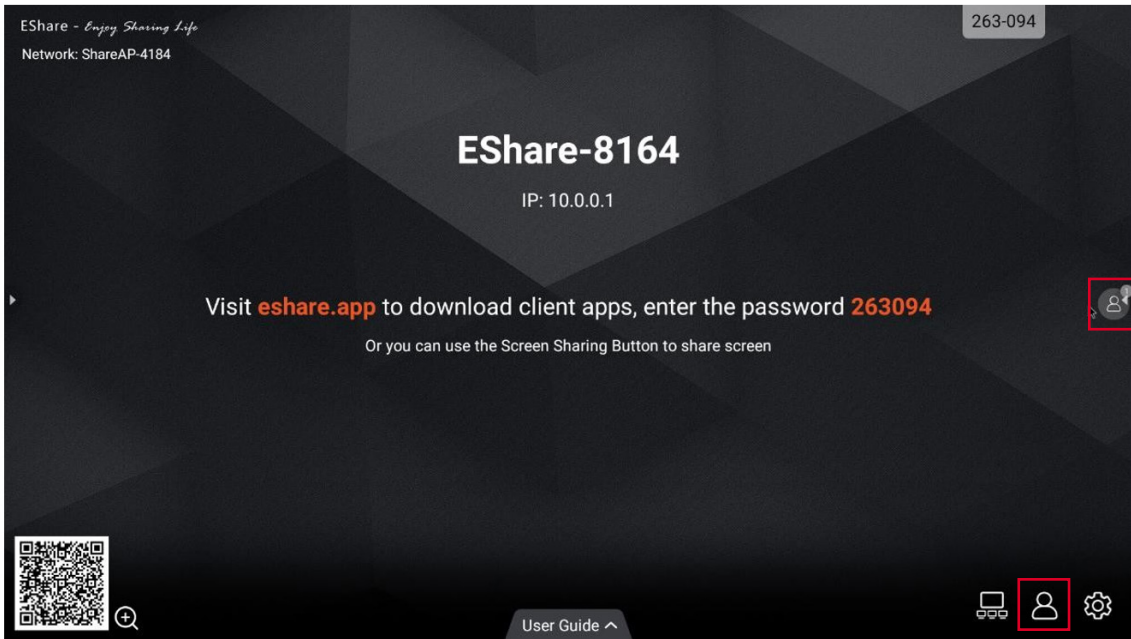 EShare - Enjoy Sharing Life
263-094
Network: ShareAP-4184
EShare-8164
IP: 10.0.0.1
1
Visit eshare.app to download client apps, enter the password 263094
Or you can use the Screen Sharing Button to share screen
User Guide